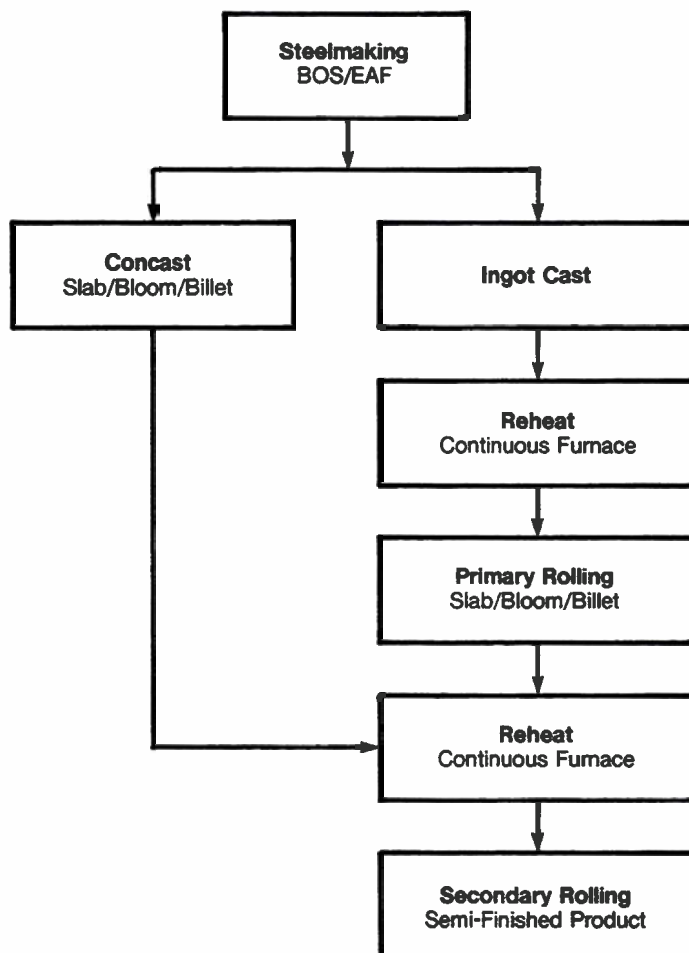 Steelmaking
BOS/EAF
Concast
Slab/Bloom/Billet
Ingot Cast
Reheat
Continuous Furnace
Primary Rolling
Slab/Bloom/Billet
Reheat
Continuous Furnace
Secondary Rolling
Semi-Finished Product